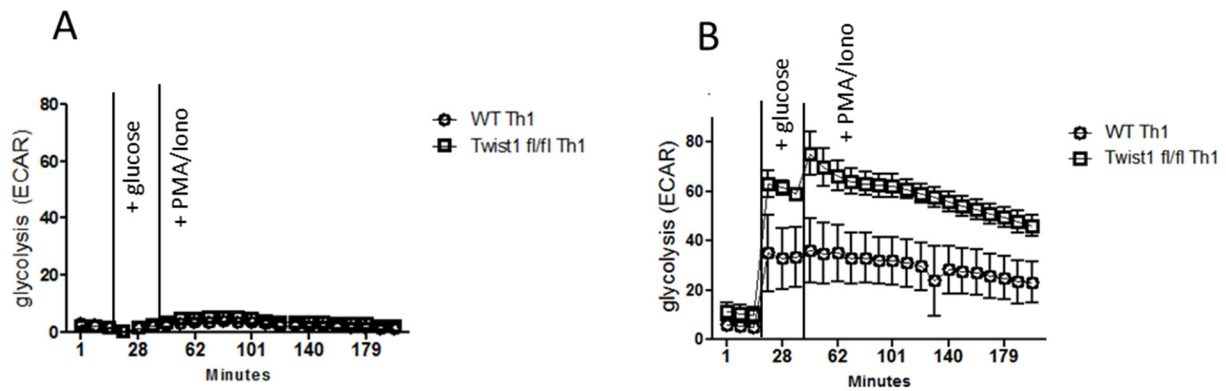 A
glycolysis (ECAR)
80
60
40
20
0
+ glucose
+ PMA/Iono
1 28 62 101 140 179
Minutes
WT Th1
Twist1 fl/fl Th1
B
glycolysis (ECAR)
80
60
40
20
0
+ glucose
+ PMA/Iono
1 28 62 101 140 179
Minutes
WT Th1
Twist1 fl/fl Th1